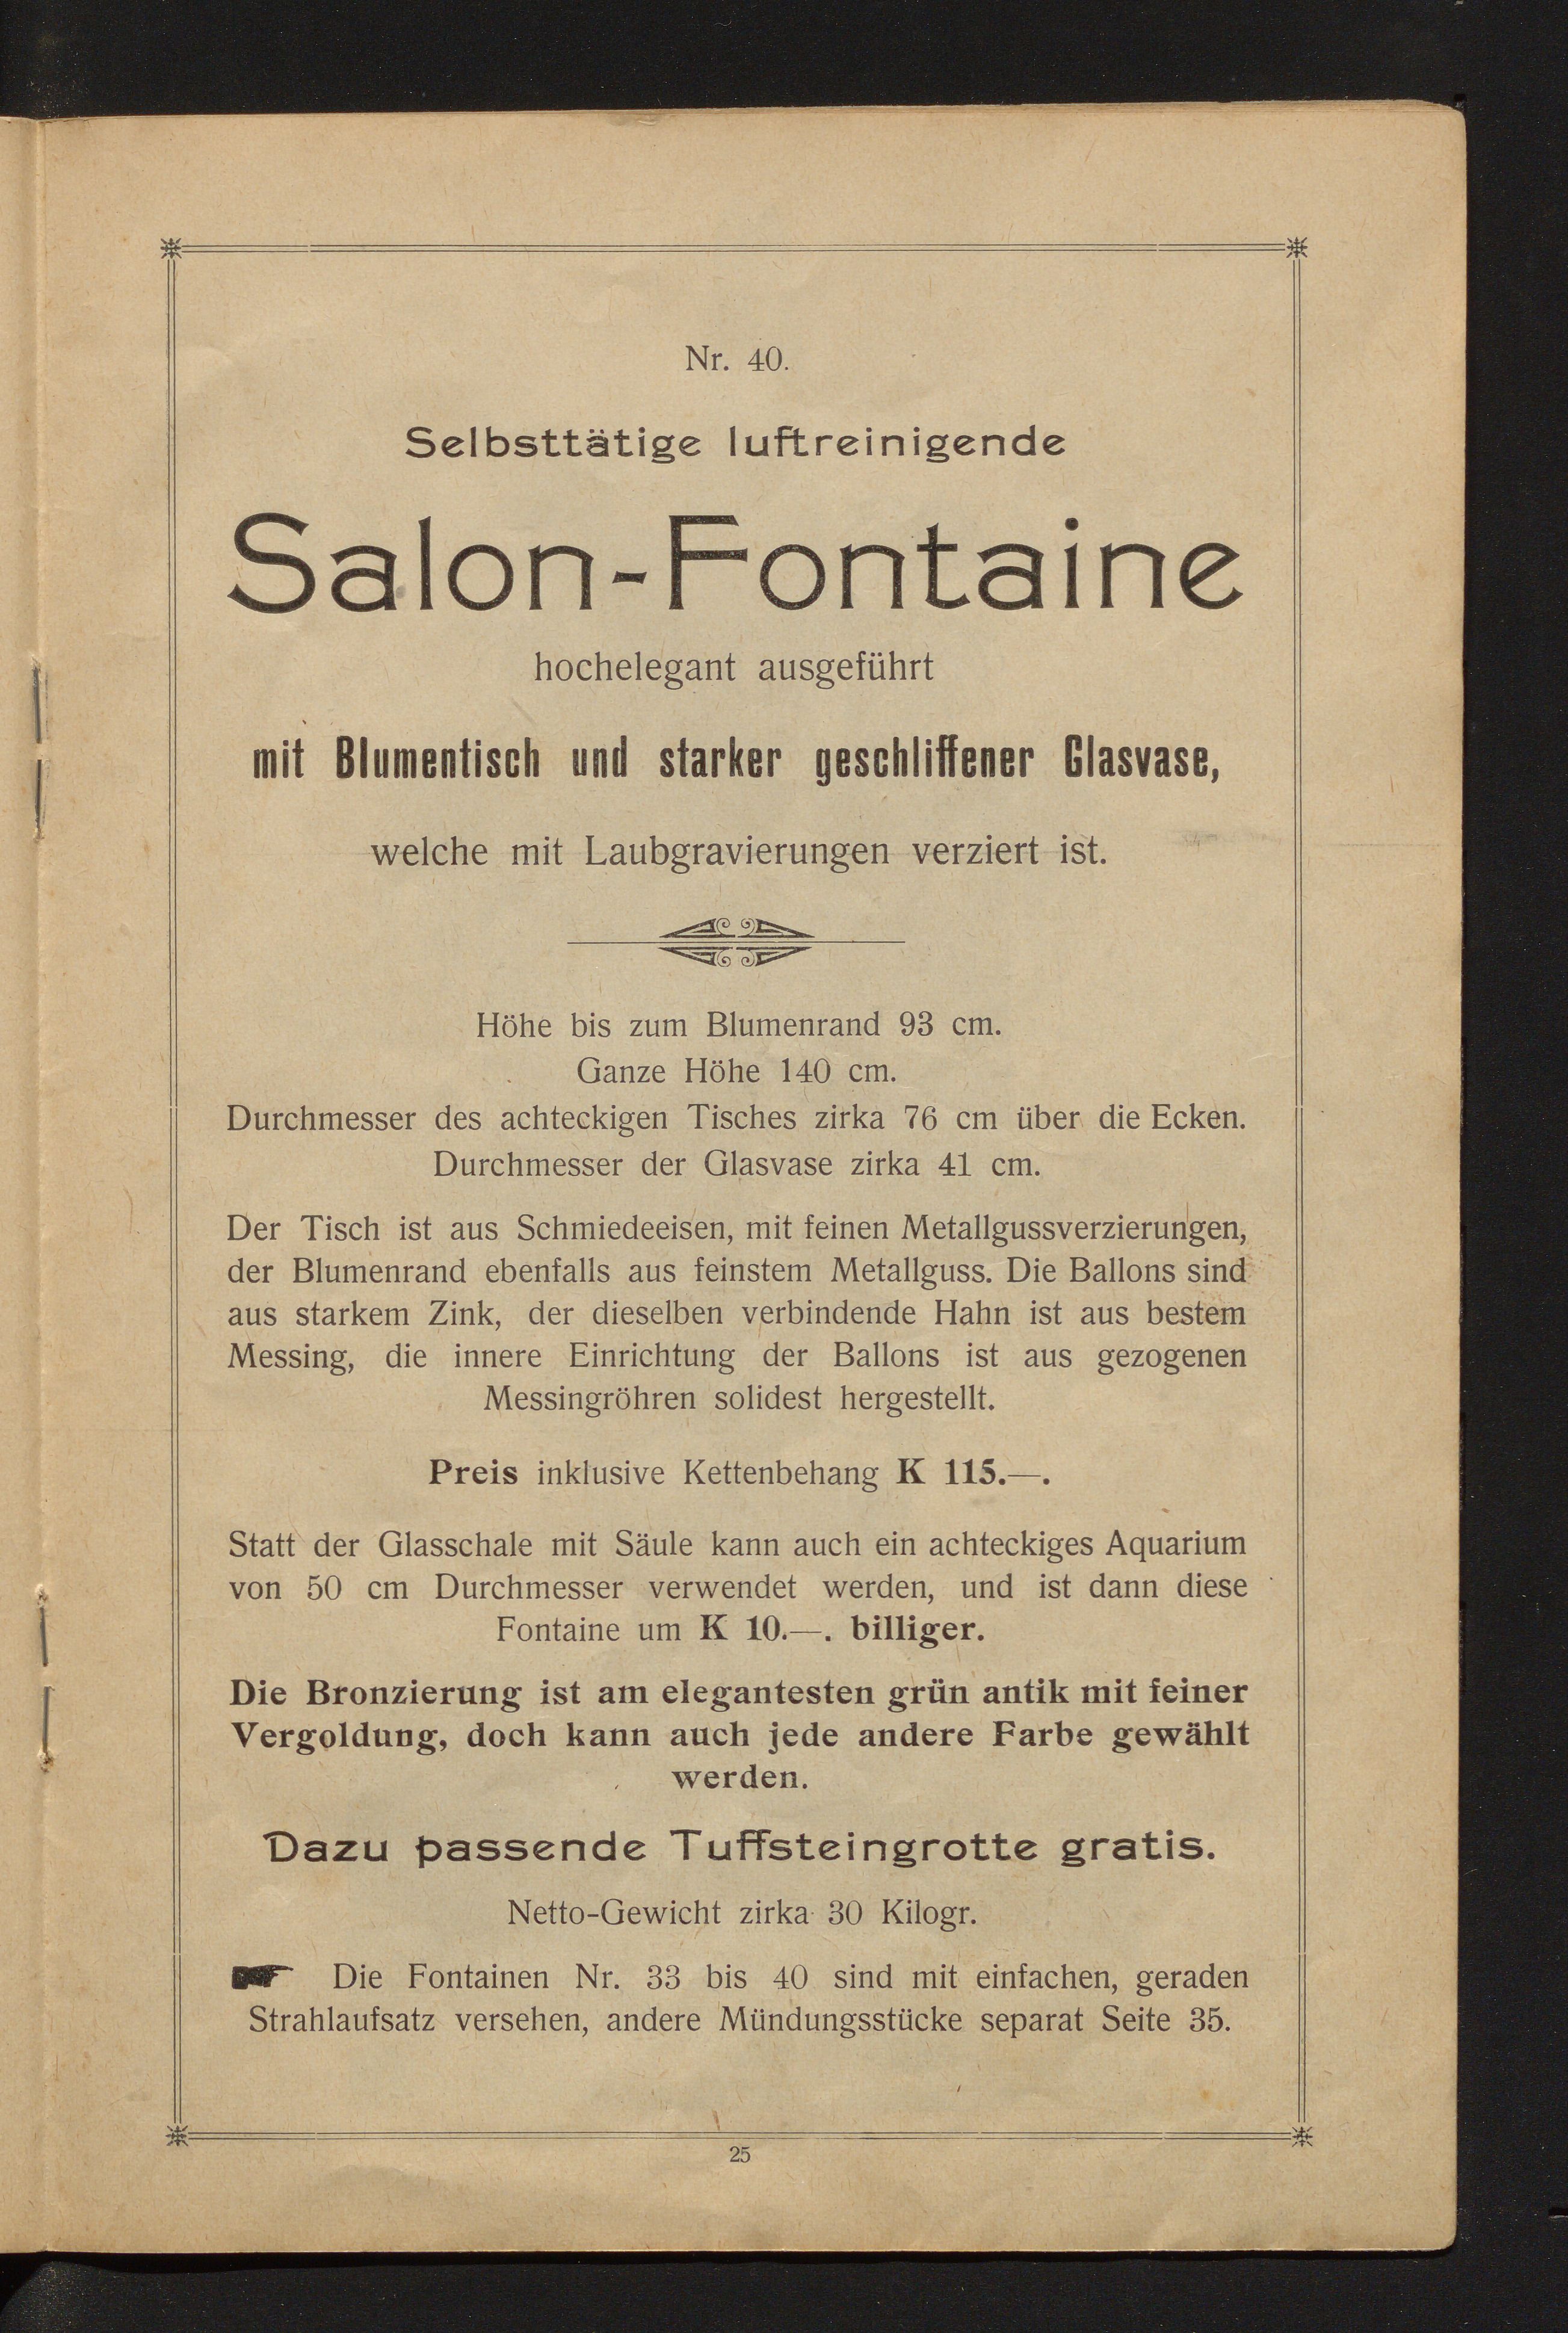 Nr. 40.
Selbsttätige luftreinigende
Salon-Fontaine
hochelegant ausgeführt
mit Blumentisch und starker geschliffener Glasvase,
welche mit Laubgravierungen verziert ist.
Höhe bis zum Blumenrand 93 cm.
Ganze Höhe 140 cm.
Durchmesser des achteckigen Tisches zirka 76 cm über die Ecken.
Durchmesser der Glasvase zirka 41 cm.
Der Tisch ist aus Schmiedeeisen, mit feinen Metallgussverzierungen,
der Blumenrand ebenfalls aus feinstem Metallguss. Die Ballons sind
aus starkem Zink, der dieselben verbindende Hahn ist aus bestem
Messing, die innere Einrichtung der Ballons ist aus gezogenen
Messingröhren solidest hergestellt.
Preis inklusive Kettenbehang K 115.—.
Statt der Glasschale mit Säule kann auch ein achteckiges Aquarium
von 50 cm Durchmesser verwendet werden, und ist dann diese
Fontaine um K 10.—. billiger.
Die Bronzierung ist am elegantesten grün antik mit feiner
Vergoldung, doch kann auch jede andere Farbe gewählt
werden.
Dazu passende Tuffsteingrotte gratis.
Netto-Gewicht zirka 30 Kilogr.
☛ Die Fontainen Nr. 33 bis 40 sind mit einfachen, geraden
Strahlaufsatz versehen, andere Mündungsstücke separat Seite 35.
25